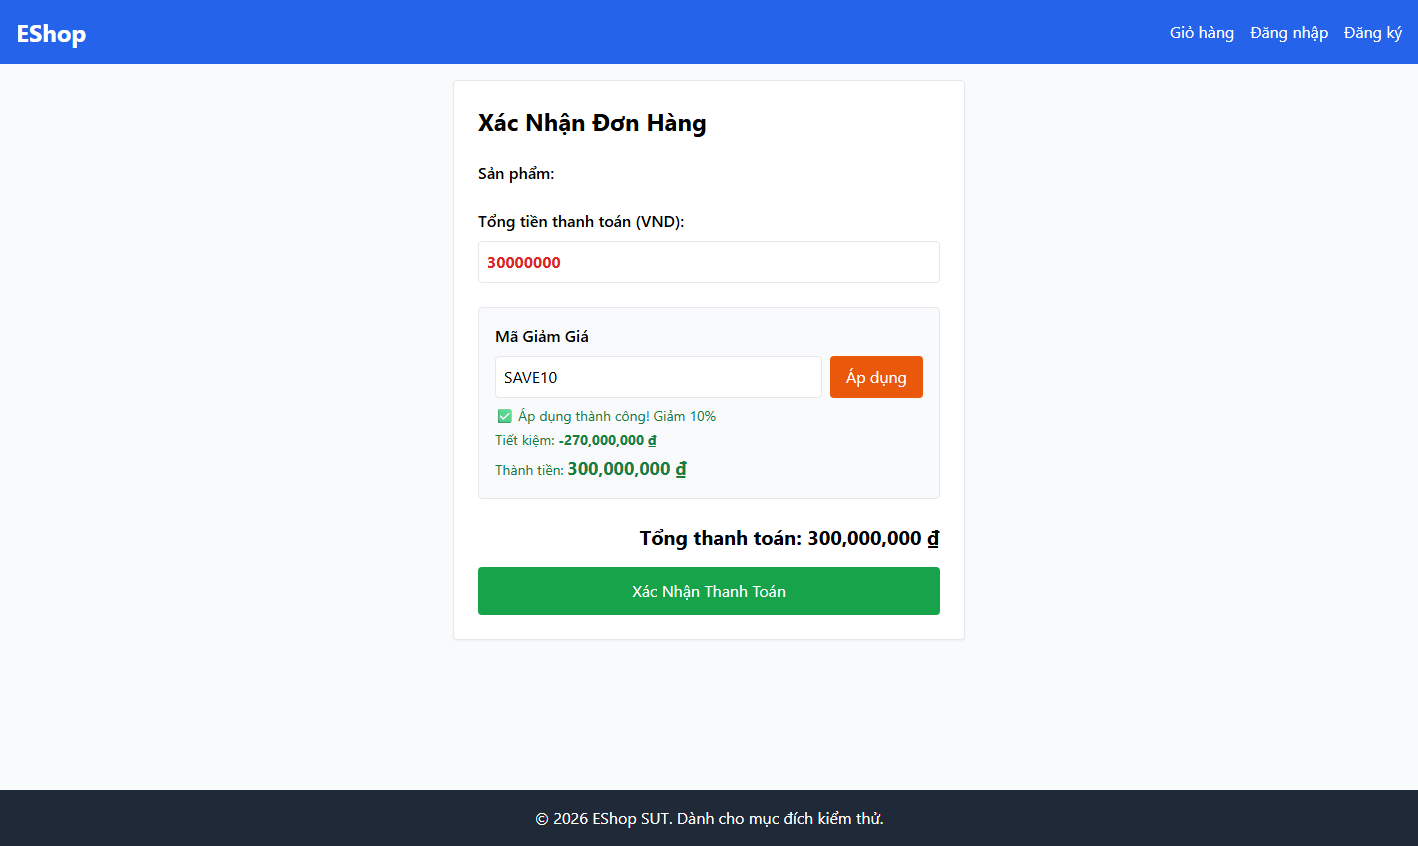 EShop
Giỏ hàng Đăng nhập Đăng ký
Xác Nhận Đơn Hàng
Sản phẩm:
Tổng tiền thanh toán (VND):
30000000
Mã Giảm Giá
SAVE10 Áp dụng
✅ Áp dụng thành công! Giảm 10%
Tiết kiệm: -270,000,000 ₫
Thành tiền: 300,000,000 ₫
Tổng thanh toán: 300,000,000 ₫
Xác Nhận Thanh Toán
© 2026 EShop SUT. Dành cho mục đích kiểm thử.